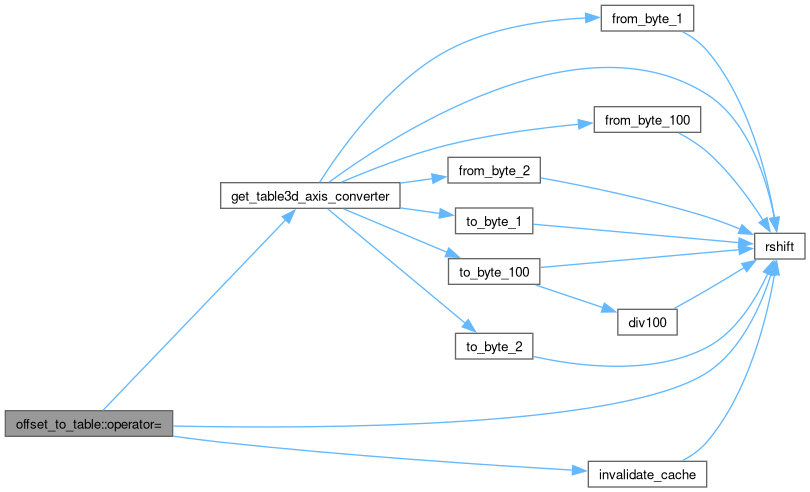 from_byte_1
from_byte_100
from_byte_2
get_table3d_axis_converter
to_byte_1
rshift
to_byte_100
div100
to_byte_2
offset_to_table::operator=
invalidate_cache